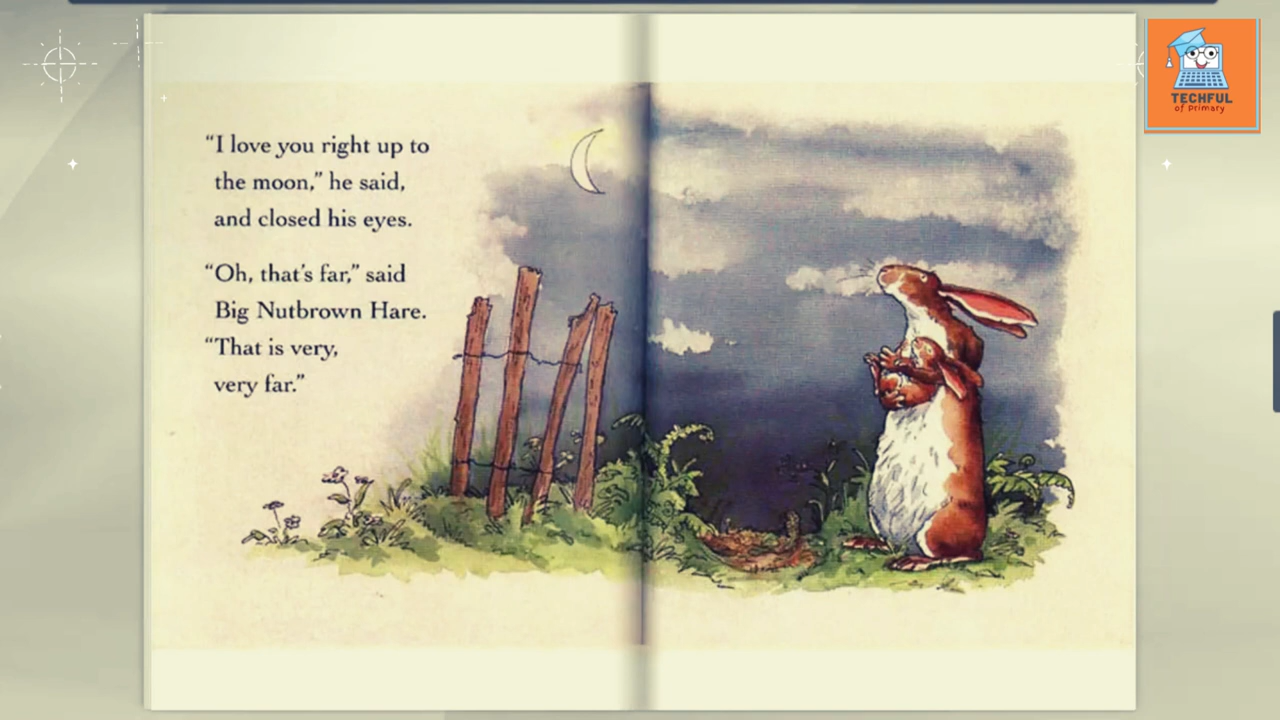 “I love you right up to
the moon,” he said,
and closed his eyes.
“Oh, that’s far,” said
Big Nutbrown Hare.
“That is very,
very far.”
TECHFUL
of Primary